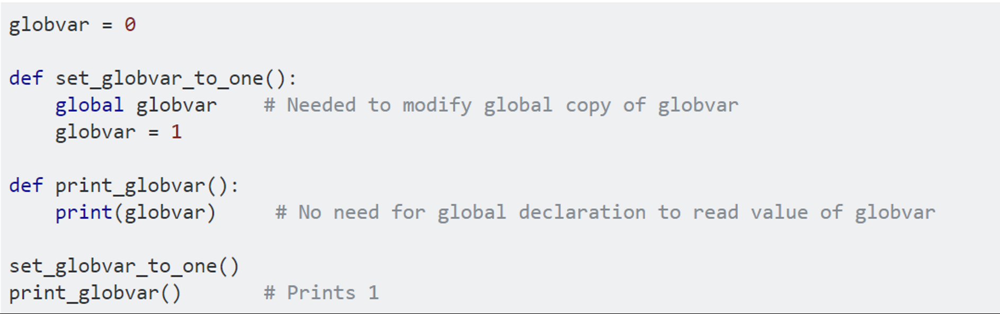 globvar = 0
def set_globvar_to_one():
    global globvar    # Needed to modify global copy of globvar
    globvar = 1
def print_globvar():
    print(globvar)     # No need for global declaration to read value of globvar
set_globvar_to_one()
print_globvar()       # Prints 1